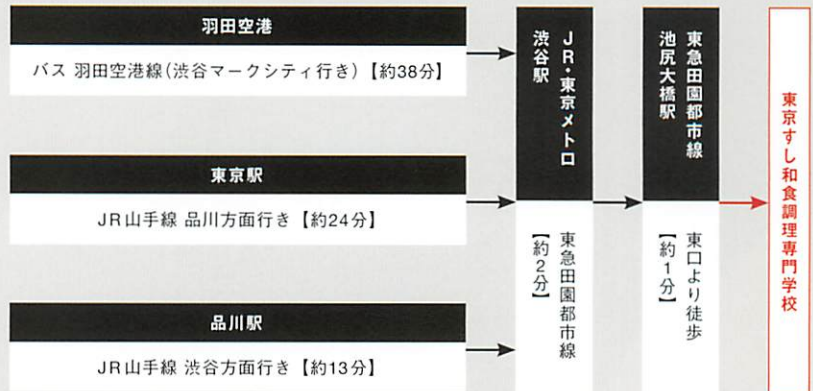 羽田空港
バス 羽田空港線(渋谷マークシティ行き)【約38分】
東京駅
JR山手線 品川方面行き【約24分】
品川駅
JR山手線 渋谷方面行き【約13分】
JR・東京メトロ
渋谷駅
東急田園都市線
【約2分】
東急田園都市線
池尻大橋駅
東口より徒歩
【約1分】
東京すし和食調理専門学校